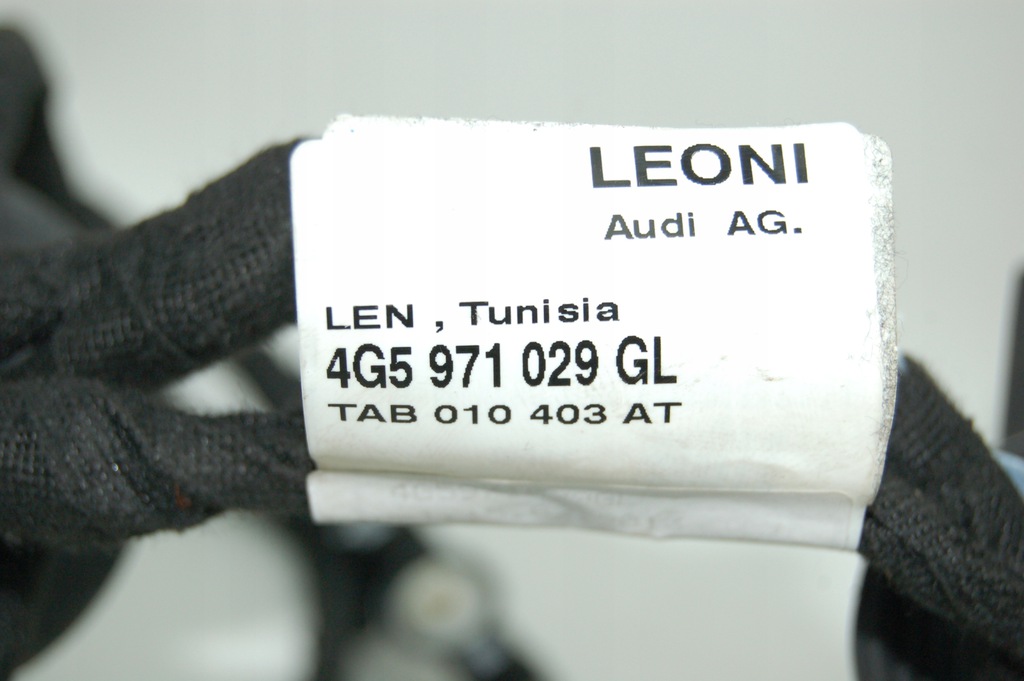 LEONI
Audi AG.
LEN , Tunisia
4G5 971 029 GL
TAB 010 403 AT